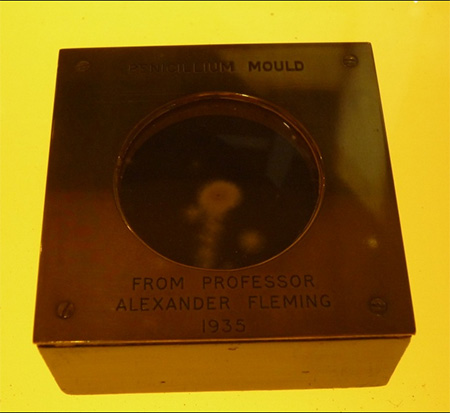 PENICILLIUM MOULD
FROM PROFESSOR
ALEXANDER FLEMING
1935